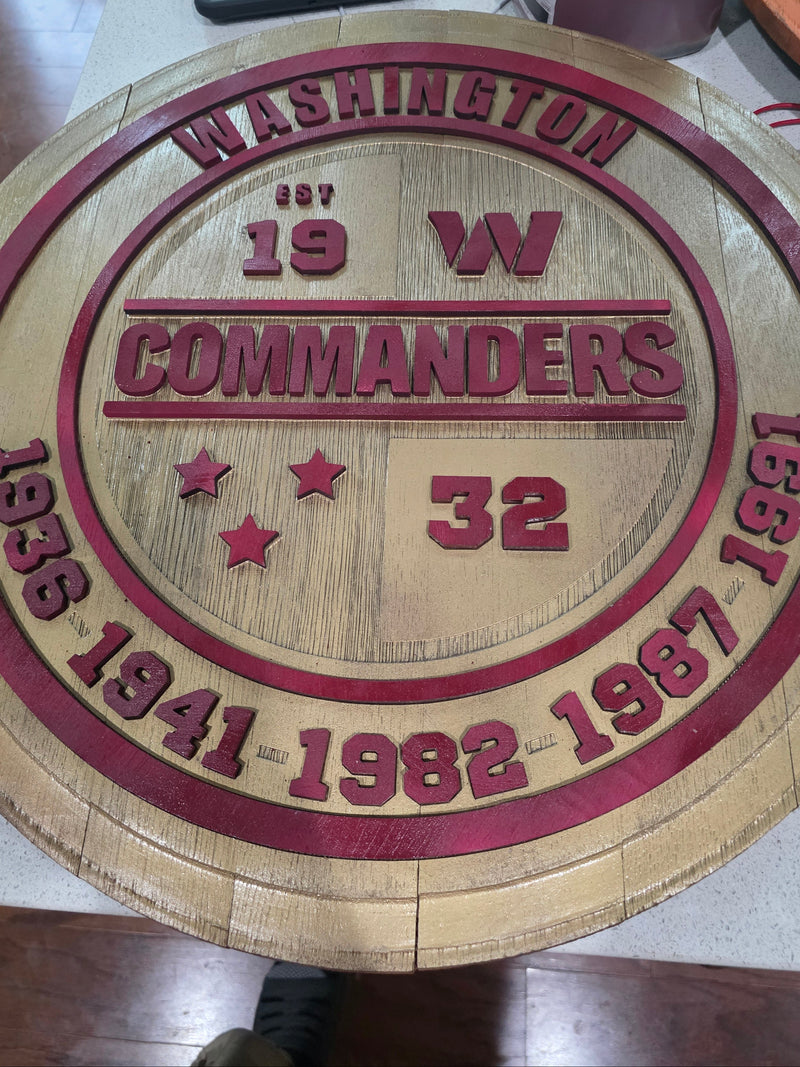 WASHINGTON
EST
19 W
COMMANDERS
32
1936-1941-1982-1987-1991